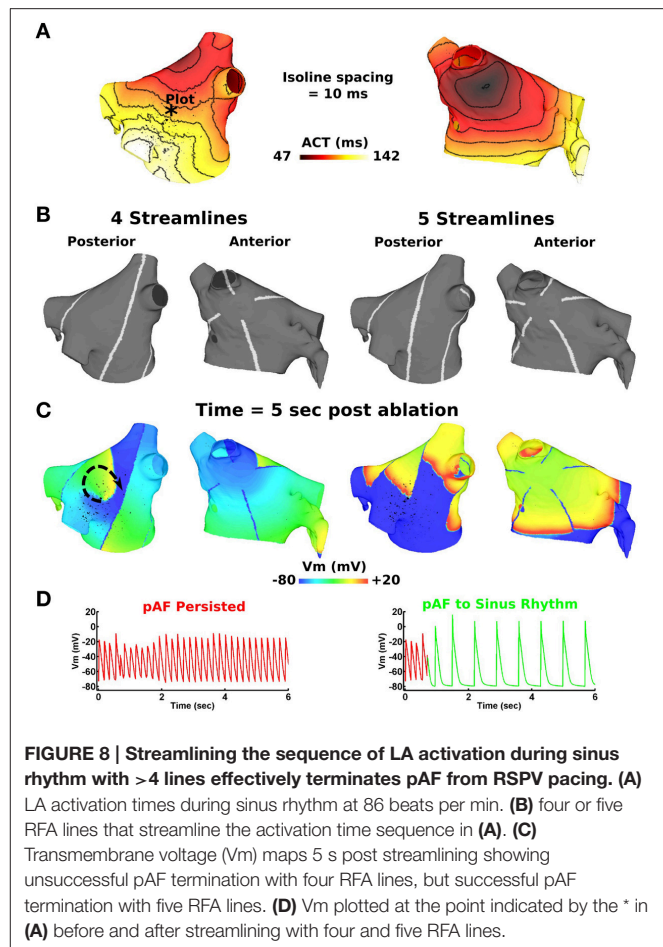 A
Plot
*
Isoline spacing
= 10 ms
ACT (ms)
47 142
B
4 Streamlines
5 Streamlines
Posterior
Anterior
Posterior
Anterior
C
Time = 5 sec post ablation
Vm (mV)
-80 +20
D
pAF Persisted
pAF to Sinus Rhythm
Vm (mV)
20
0
-20
-40
-60
-80
0 2 4 6
Time (sec)
Vm (mV)
20
0
-20
-40
-60
-80
0 2 4 6
Time (sec)
FIGURE 8 | Streamlining the sequence of LA activation during sinus
rhythm with >4 lines effectively terminates pAF from RSPV pacing. (A)
LA activation times during sinus rhythm at 86 beats per min. (B) four or five
RFA lines that streamline the activation time sequence in (A). (C)
Transmembrane voltage (Vm) maps 5 s post streamlining showing
unsuccessful pAF termination with four RFA lines, but successful pAF
termination with five RFA lines. (D) Vm plotted at the point indicated by the * in
(A) before and after streamlining with four and five RFA lines.